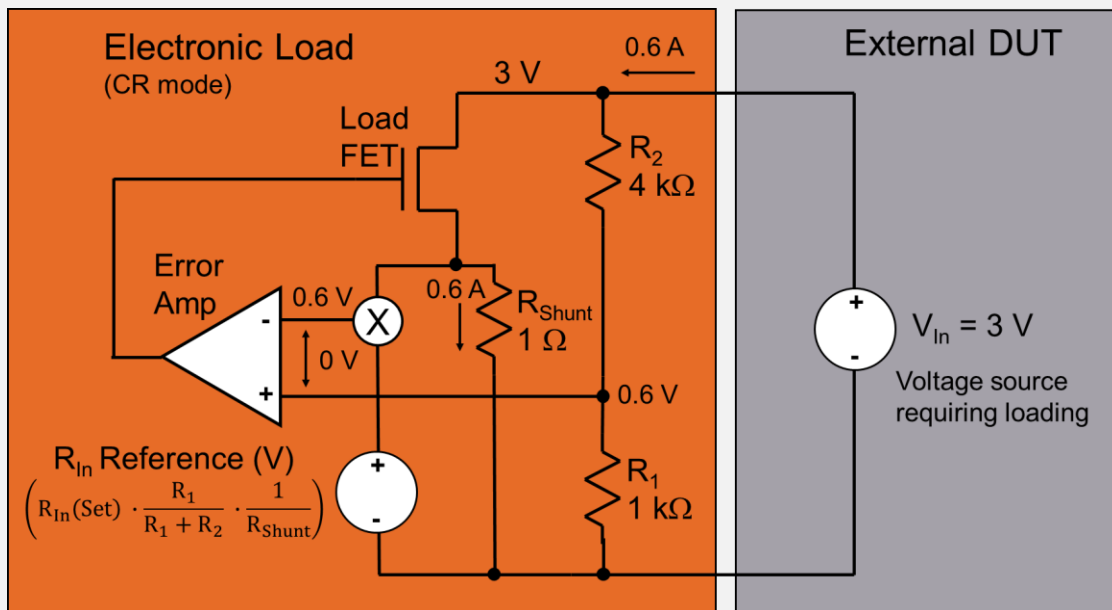 Electronic Load
(CR mode)
External DUT
0.6 A
3 V
Load
FET
R2
4 kΩ
Error
Amp
0.6 V
-
X
0.6 A
RShunt
1 Ω
0 V
+
0.6 V
+
-
VIn = 3 V
Voltage source
requiring loading
RIn Reference (V)
(RIn(Set) · R1 / (R1 + R2) · 1 / RShunt)
+
-
R1
1 kΩ